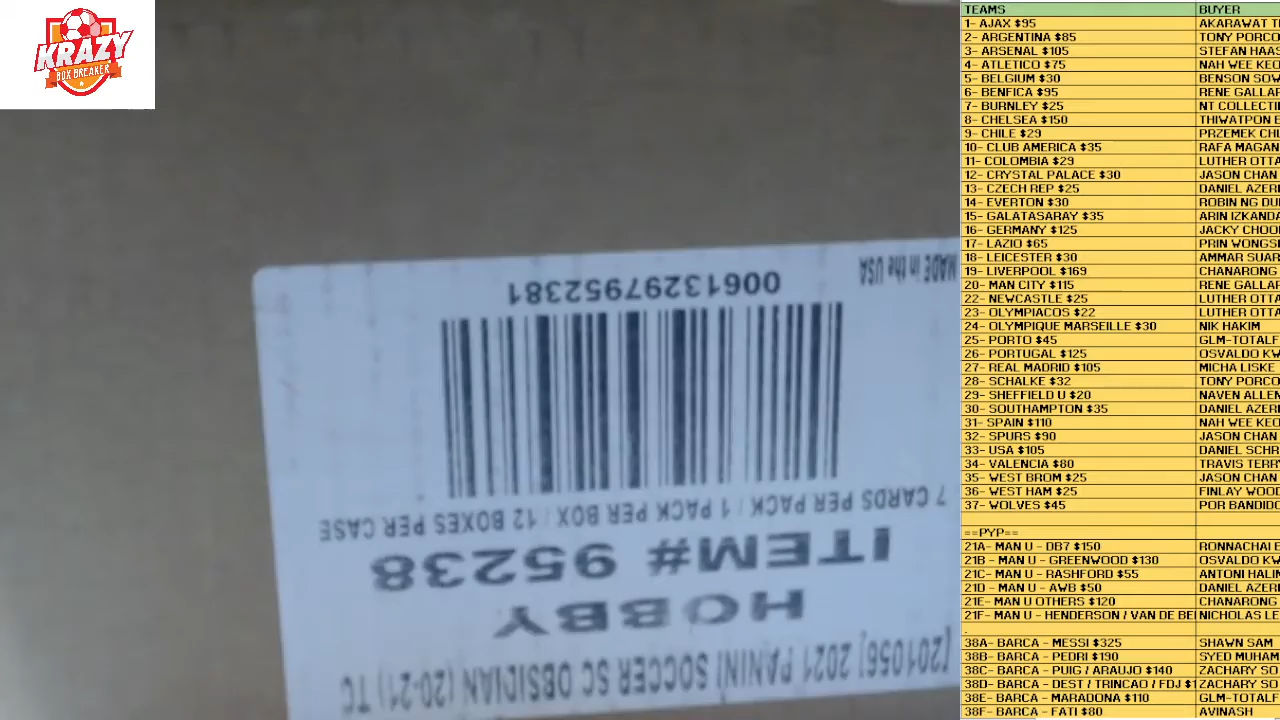 KRAZY
BOX BREAKER
MADE in the USA
00613297952381
7 CARDS PER PACK / 1 PACK PER BOX / 12 BOXES PER CASE
ITEM# 95238
HOBBY
[201056] 2021 PANINI SOCCER SC OBSIDIAN (20-21 TC
TEAMS BUYER
1- AJAX $95 AKARAWAT T
2- ARGENTINA $85 TONY PORCO
3- ARSENAL $105 STEFAN HAAS
4- ATLETICO $75 NAH WEE KEO
5- BELGIUM $30 BENSON SOW
6- BENFICA $95 RENE GALLAR
7- BURNLEY $25 NT COLLECTI
8- CHELSEA $150 THIWATPON B
9- CHILE $29 PRZEMEK CHL
10- CLUB AMERICA $35 RAFA MAGAN
11- COLOMBIA $29 LUTHER OTTA
12- CRYSTAL PALACE $30 JASON CHAN
13- CZECH REP $25 DANIEL AZER
14- EVERTON $30 ROBIN NG DU
15- GALATASARAY $35 ARIN IZKANDA
16- GERMANY $125 JACKY CHOO
17- LAZIO $65 PRIN WONGS
18- LEICESTER $30 AMMAR SUAR
19- LIVERPOOL $169 CHANARONG
20- MAN CITY $115 RENE GALLAR
22- NEWCASTLE $25 LUTHER OTTA
23- OLYMPIACOS $22 LUTHER OTTA
24- OLYMPIQUE MARSEILLE $30 NIK HAKIM
25- PORTO $45 GLM-TOTALF
26- PORTUGAL $125 OSVALDO KW
27- REAL MADRID $105 MICHA LISKE
28- SCHALKE $32 TONY PORCO
29- SHEFFIELD U $20 NAVEN ALLEN
30- SOUTHAMPTON $35 DANIEL AZER
31- SPAIN $110 NAH WEE KEO
32- SPURS $90 JASON CHAN
33- USA $105 DANIEL SCHR
34- VALENCIA $80 TRAVIS TERRY
35- WEST BROM $25 JASON CHAN
36- WEST HAM $25 FINLAY WOOD
37- WOLVES $45 POR BANDIDO
==PYP==
21A- MAN U - DB7 $150 RONNACHAI E
21B - MAN U - GREENWOOD $130 OSVALDO KW
21C - MAN U - RASHFORD $55 ANTONI HALIN
21D - MAN U - AWB $50 DANIEL AZER
21E- MAN U OTHERS $120 CHANARONG
21F- MAN U - HENDERSON / VAN DE BE NICHOLAS LE
.
38A- BARCA - MESSI $325 SHAWN SAM
38B - BARCA - PEDRI $190 SYED MUHAM
38C - BARCA - PUIG / ARAUJO $140 ZACHARY SO
38D- BARCA - DEST / TRINCAO / FDJ $1 ZACHARY SO
38E - BARCA - MARADONA $110 GLM-TOTALF
38F - BARCA - FATI $80 AVINASH